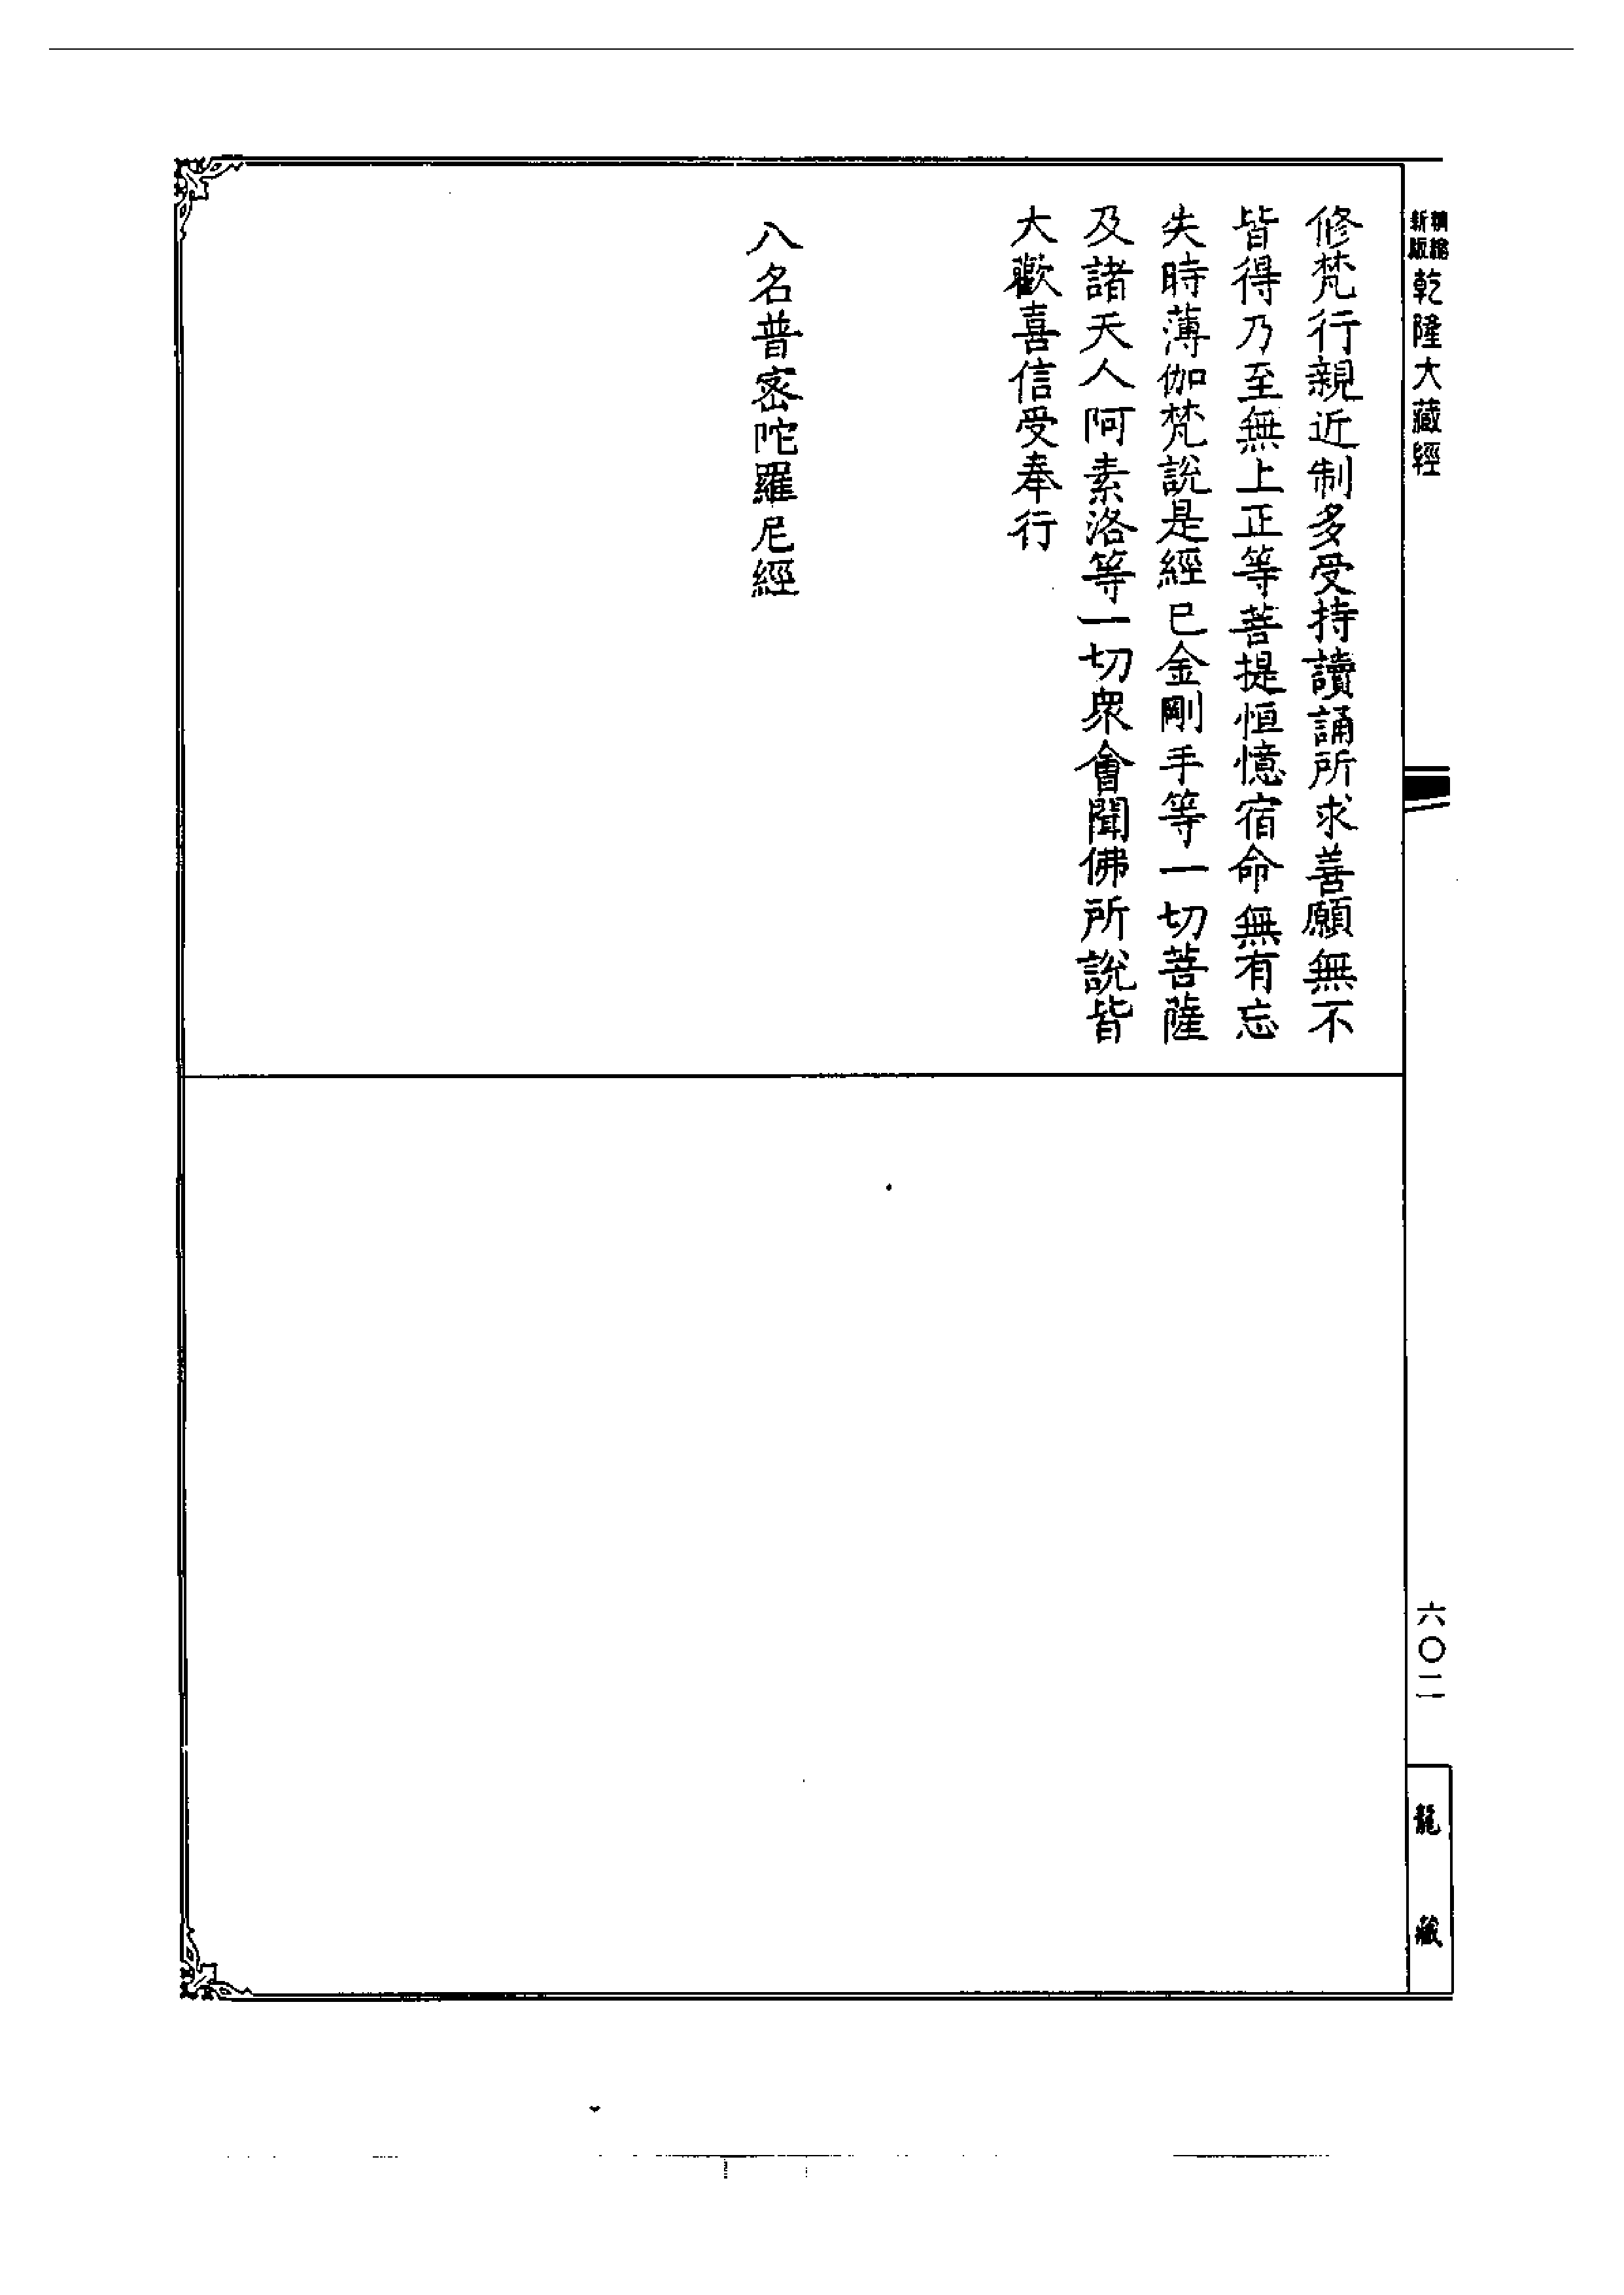 新版精縮乾隆大藏經
修梵行親近制多受持讀誦所求善願無不
皆得乃至無上正等菩提恒憶宿命無有忘
失時薄伽梵說是經已金剛手等一切菩薩
及諸天人阿素洛等一切衆會聞佛所說皆
大歡喜信受奉行
八名普密陀羅尼經
六〇二
龍藏